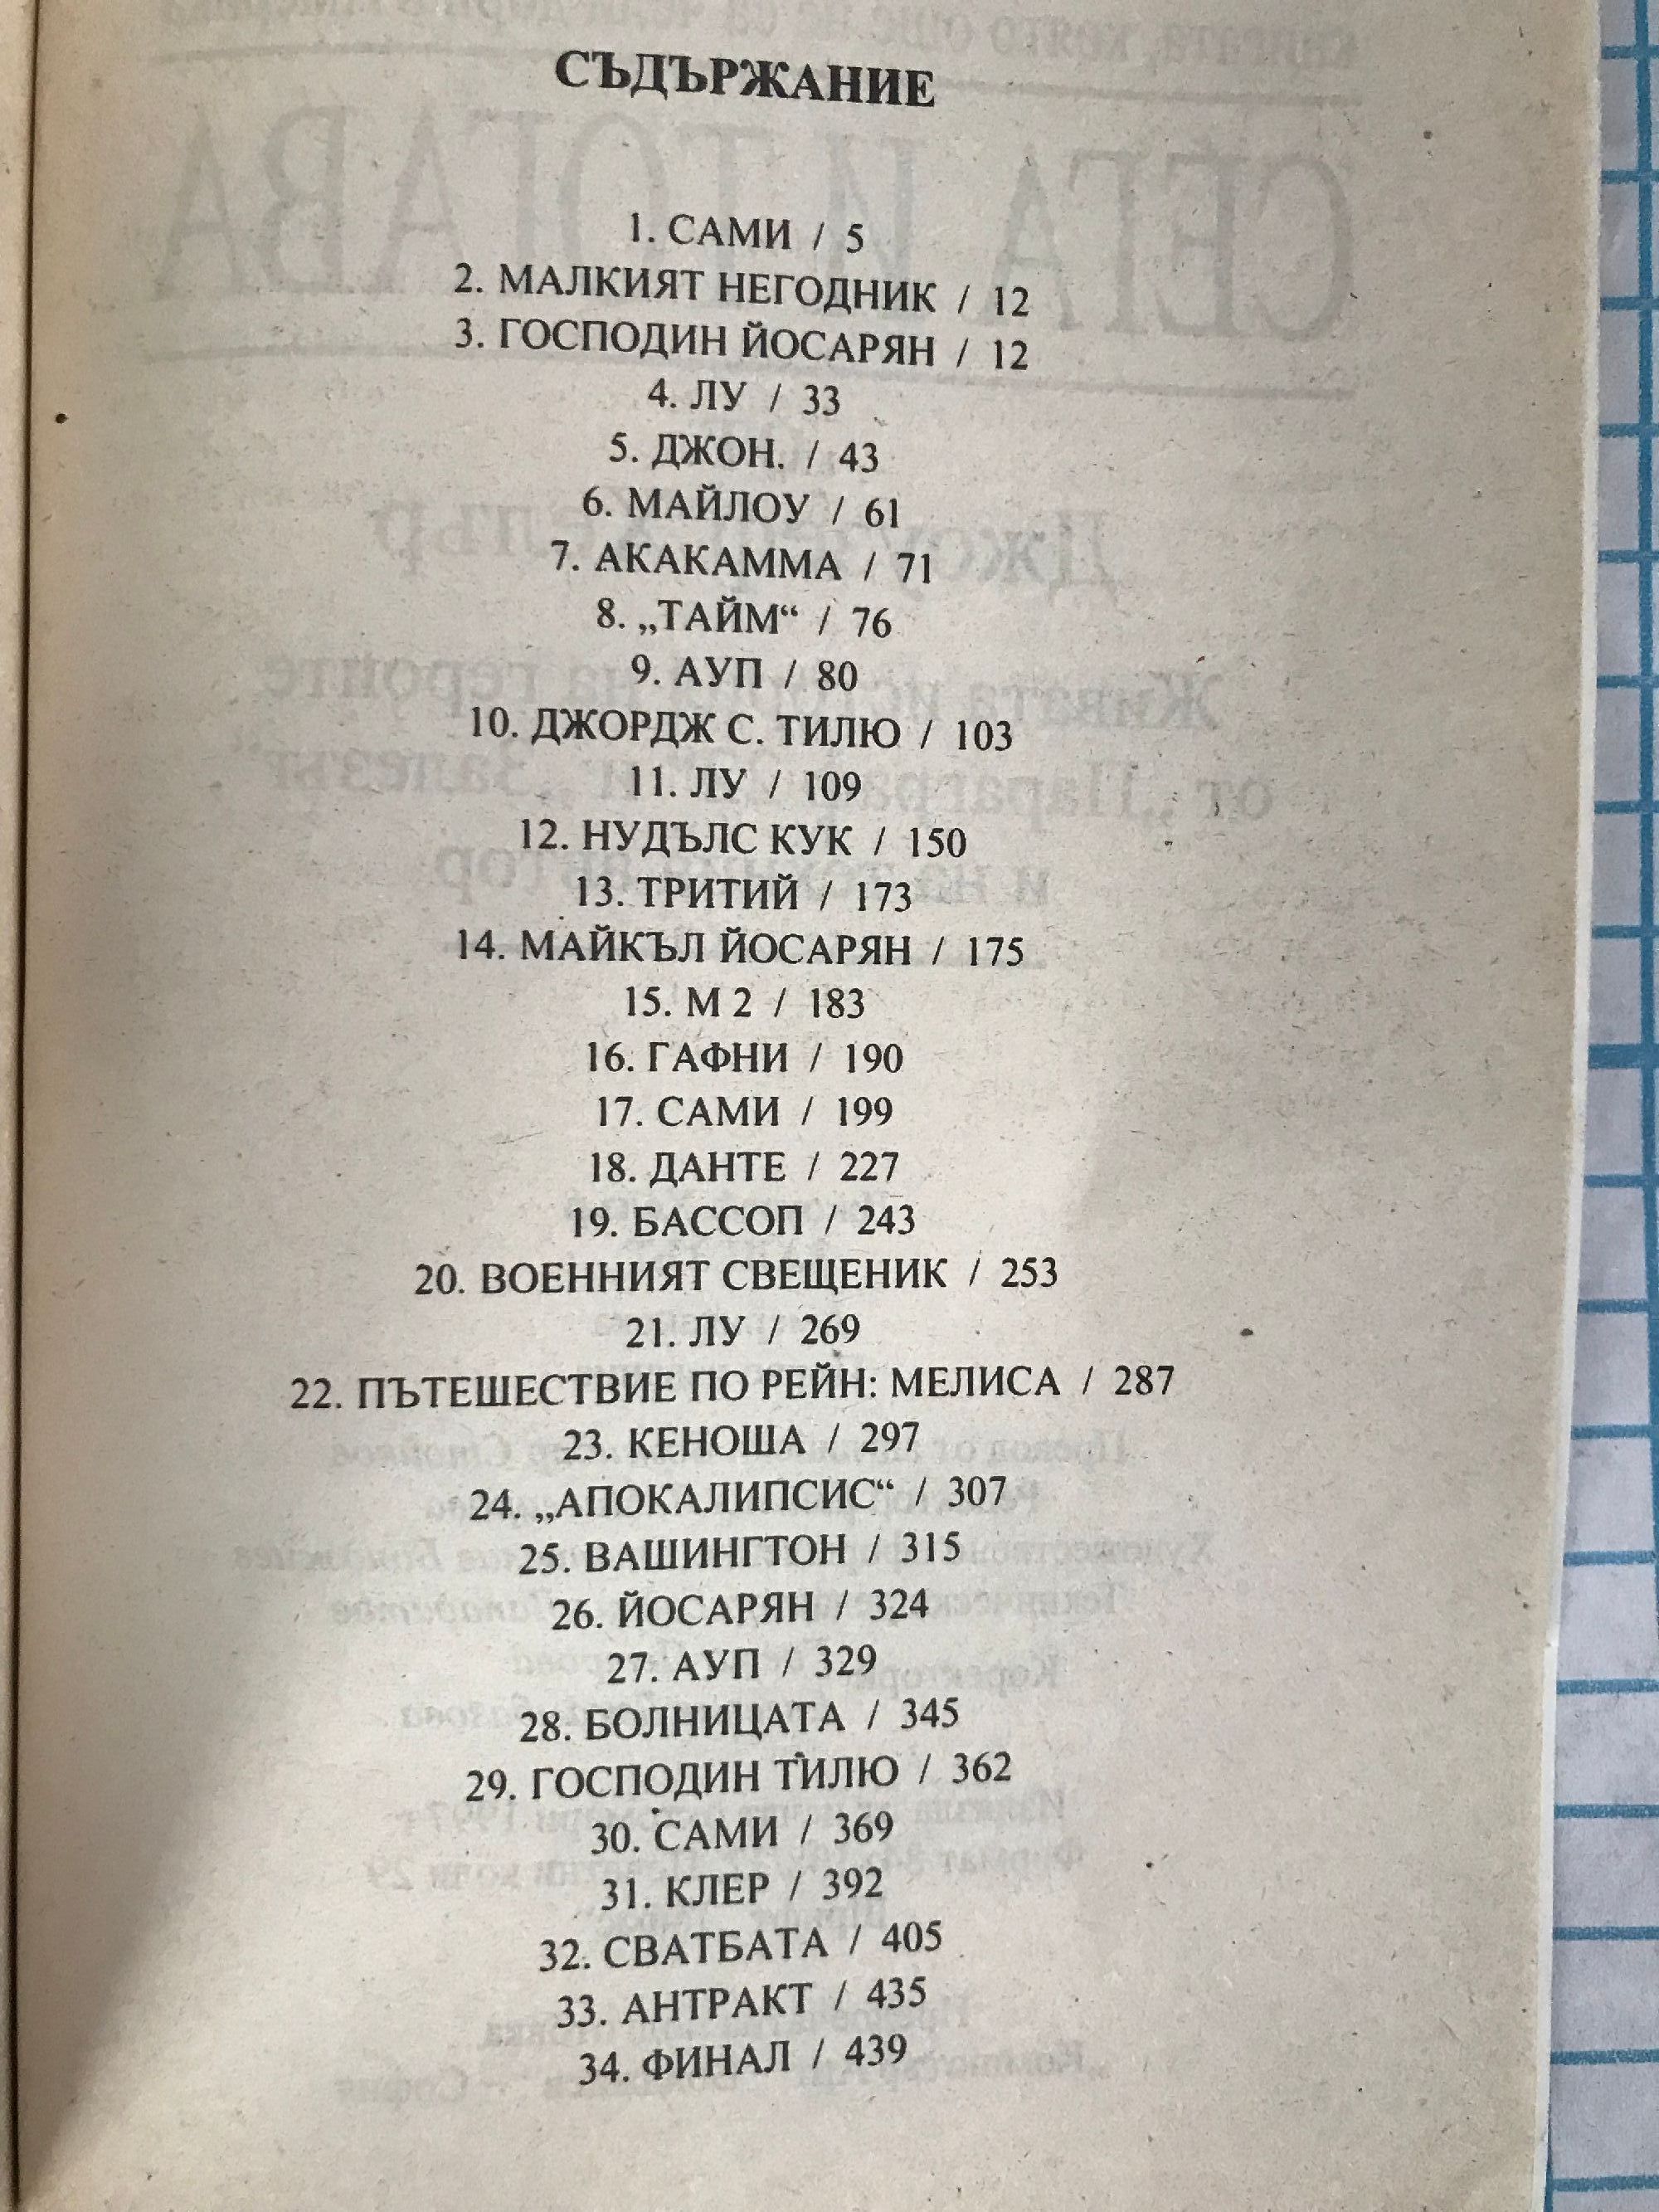 СЪДЪРЖАНИЕ
1. САМИ / 5
2. МАЛКИЯТ НЕГОДНИК / 12
3. ГОСПОДИН ЙОСАРЯН / 12
4. ЛУ / 33
5. ДЖОН. / 43
6. МАЙЛОУ / 61
7. АКАКАММА / 71
8. „ТАЙМ“ / 76
9. АУП / 80
10. ДЖОРДЖ С. ТИЛЮ / 103
11. ЛУ / 109
12. НУДЪЛС КУК / 150
13. ТРИТИЙ / 173
14. МАЙКЪЛ ЙОСАРЯН / 175
15. М 2 / 183
16. ГАФНИ / 190
17. САМИ / 199
18. ДАНТЕ / 227
19. БАССОП / 243
20. ВОЕННИЯТ СВЕЩЕНИК / 253
21. ЛУ / 269
22. ПЪТЕШЕСТВИЕ ПО РЕЙН: МЕЛИСА / 287
23. КЕНОША / 297
24. „АПОКАЛИПСИС“ / 307
25. ВАШИНГТОН / 315
26. ЙОСАРЯН / 324
27. АУП / 329
28. БОЛНИЦАТА / 345
29. ГОСПОДИН ТИЛЮ / 362
30. САМИ / 369
31. КЛЕР / 392
32. СВАТБАТА / 405
33. АНТРАКТ / 435
34. ФИНАЛ / 439